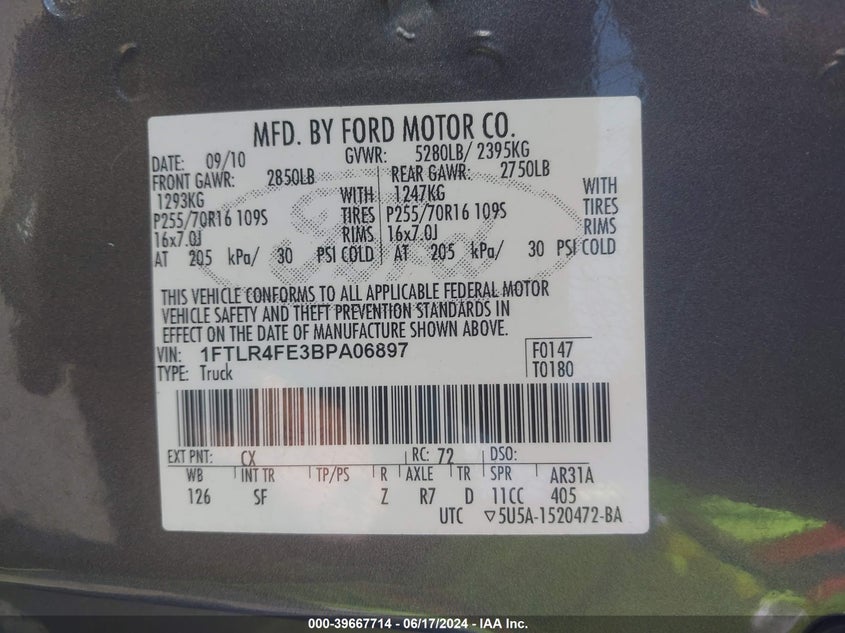 MFD. BY FORD MOTOR CO.
DATE: 09/10 GVWR: 5280LB/ 2395KG
FRONT GAWR: 2850LB REAR GAWR: 2750LB
1293KG WITH 1247KG WITH
P255/70R16 109S TIRES P255/70R16 109S TIRES
16x7.0J RIMS 16x7.0J RIMS
AT 205 kPa/ 30 PSI COLD AT 205 kPa/ 30 PSI COLD
Ford
THIS VEHICLE CONFORMS TO ALL APPLICABLE FEDERAL MOTOR
VEHICLE SAFETY AND THEFT PREVENTION STANDARDS IN
EFFECT ON THE DATE OF MANUFACTURE SHOWN ABOVE.
VIN: 1FTLR4FE3BPA06897 F0147
TYPE: Truck T0180
EXT PNT: CX RC: 72 DSO:
WB INT TR TP/PS R AXLE TR SPR AR31A
126 SF Z R7 D 11CC 405
UTC ▽5U5A-1520472-BA
000-39667714 - 06/17/2024 - IAA Inc.